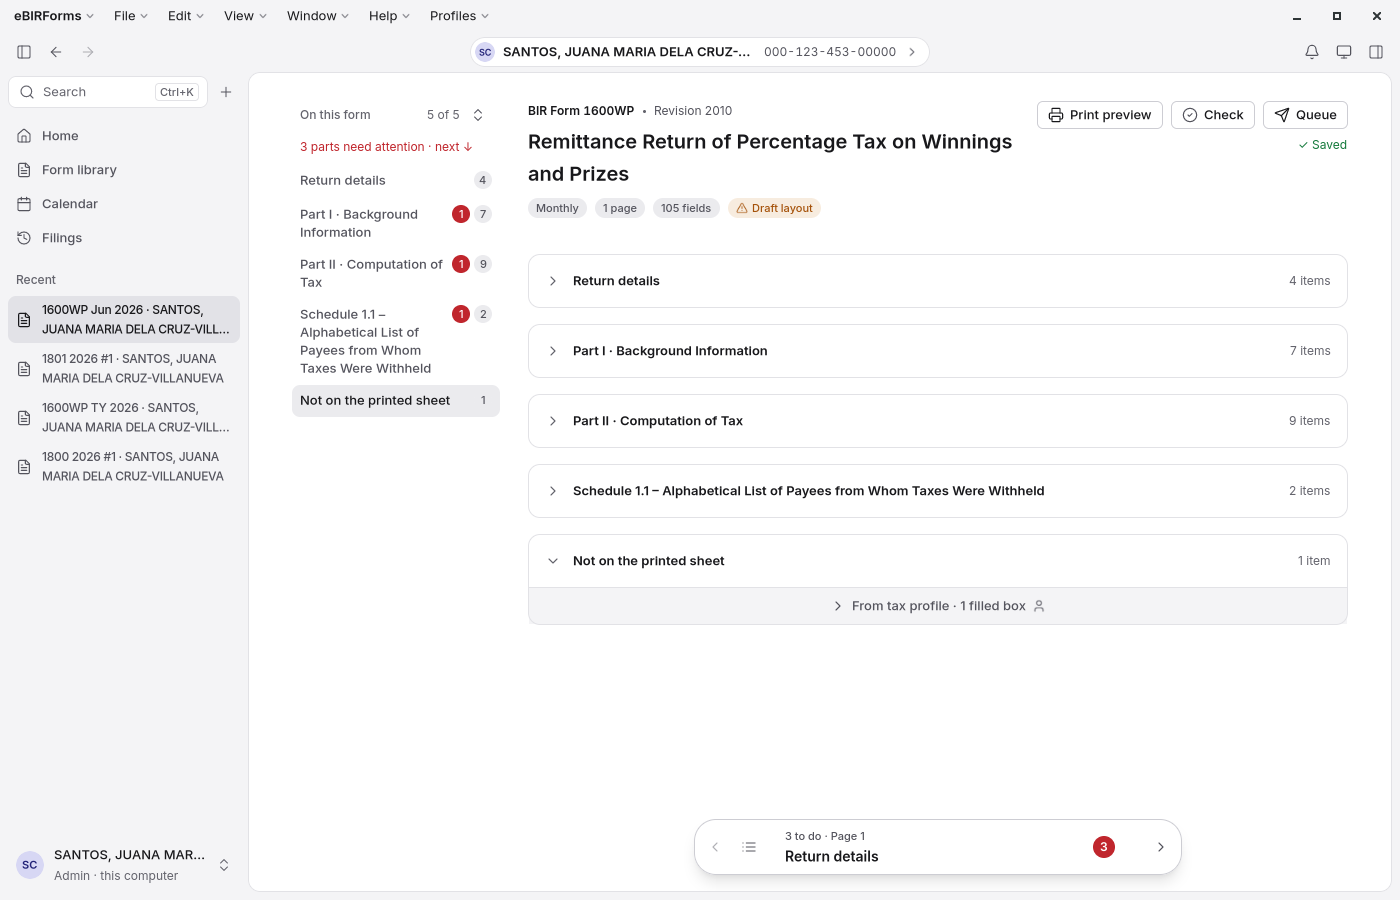 eBIRForms File Edit View Window Help Profiles
SC SANTOS, JUANA MARIA DELA CRUZ-... 000-123-453-00000
Search Ctrl+K
Home
Form library
Calendar
Filings
Recent
1600WP Jun 2026 · SANTOS,
JUANA MARIA DELA CRUZ-VILL...
1801 2026 #1 · SANTOS, JUANA
MARIA DELA CRUZ-VILLANUEVA
1600WP TY 2026 · SANTOS,
JUANA MARIA DELA CRUZ-VILL...
1800 2026 #1 · SANTOS, JUANA
MARIA DELA CRUZ-VILLANUEVA
SC SANTOS, JUANA MAR...
Admin · this computer
On this form 5 of 5
3 parts need attention · next ↓
Return details 4
Part I · Background 1 7
Information
Part II · Computation of 1 9
Tax
Schedule 1.1 – 1 2
Alphabetical List of
Payees from Whom
Taxes Were Withheld
Not on the printed sheet 1
BIR Form 1600WP • Revision 2010
Print preview Check Queue
Remittance Return of Percentage Tax on Winnings
and Prizes
✓ Saved
Monthly 1 page 105 fields Draft layout
Return details 4 items
Part I · Background Information 7 items
Part II · Computation of Tax 9 items
Schedule 1.1 – Alphabetical List of Payees from Whom Taxes Were Withheld 2 items
Not on the printed sheet 1 item
From tax profile · 1 filled box
3 to do · Page 1
Return details 3